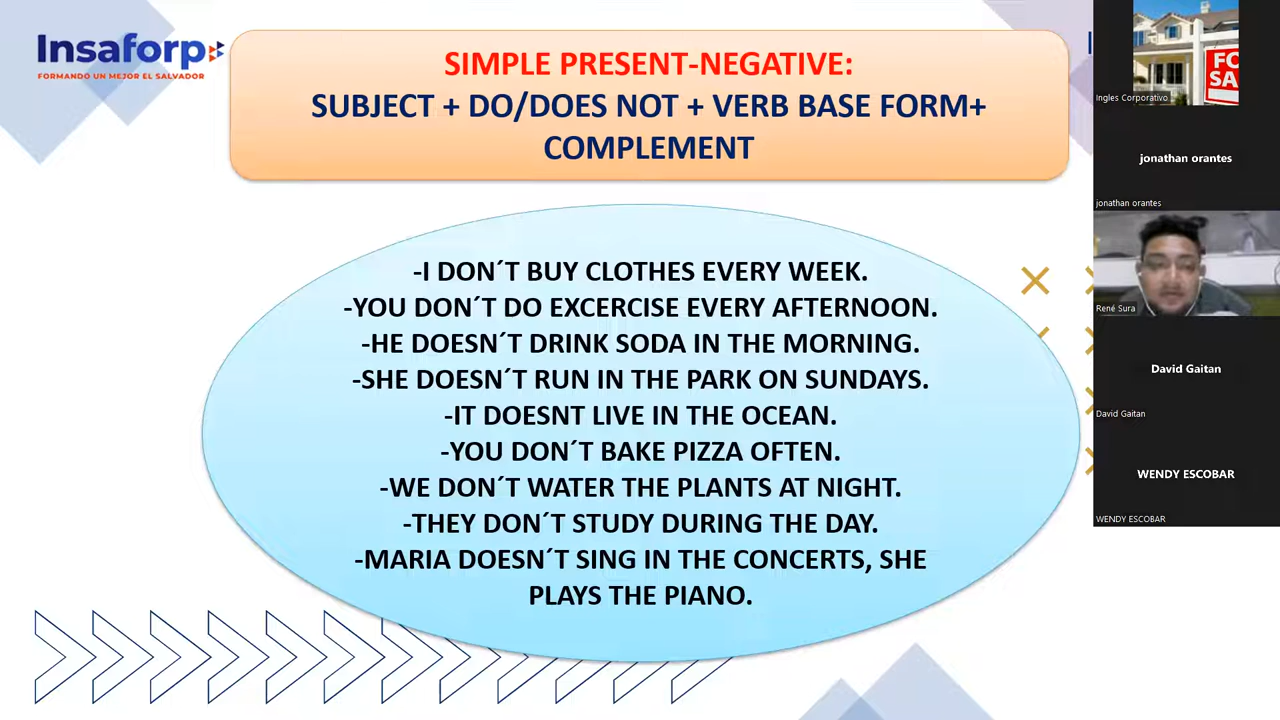 Insaforp
FORMANDO UN MEJOR EL SALVADOR
SIMPLE PRESENT-NEGATIVE:
SUBJECT + DO/DOES NOT + VERB BASE FORM+
COMPLEMENT
-I DON´T BUY CLOTHES EVERY WEEK.
-YOU DON´T DO EXCERCISE EVERY AFTERNOON.
-HE DOESN´T DRINK SODA IN THE MORNING.
-SHE DOESN´T RUN IN THE PARK ON SUNDAYS.
-IT DOESNT LIVE IN THE OCEAN.
-YOU DON´T BAKE PIZZA OFTEN.
-WE DON´T WATER THE PLANTS AT NIGHT.
-THEY DON´T STUDY DURING THE DAY.
-MARIA DOESN´T SING IN THE CONCERTS, SHE
PLAYS THE PIANO.
FO
SA
Ingles Corporativo
jonathan orantes
jonathan orantes
René Sura
David Gaitan
David Gaitan
WENDY ESCOBAR
WENDY ESCOBAR